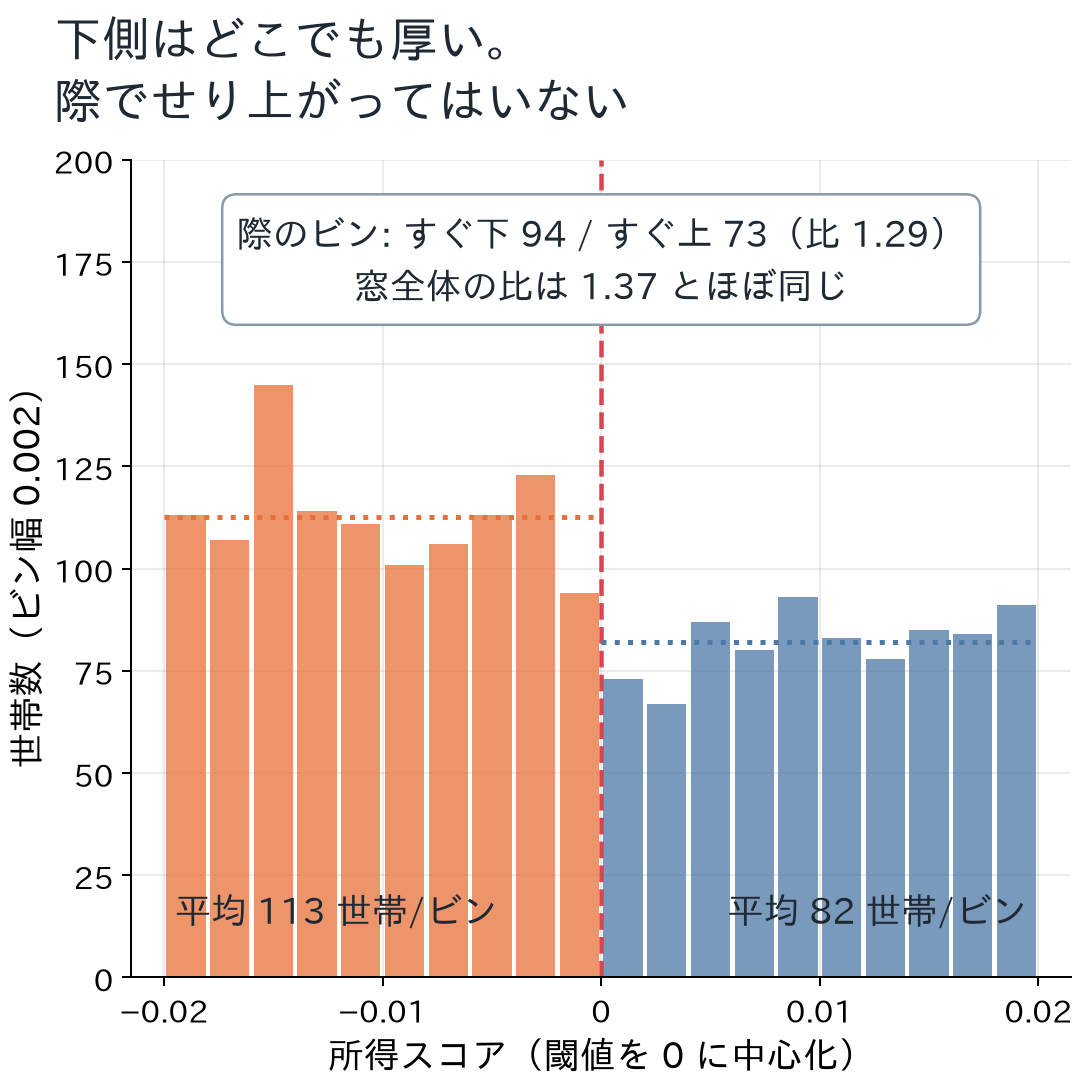 下側はどこでも厚い。
際でせり上がってはいない
200
175
150
125
100
75
50
25
0
際のビン: すぐ下 94 / すぐ上 73（比 1.29）
窓全体の比は 1.37 とほぼ同じ
世帯数（ビン幅 0.002）
平均 113 世帯/ビン
平均 82 世帯/ビン
−0.02
−0.01
0
0.01
0.02
所得スコア（閾値を 0 に中心化）